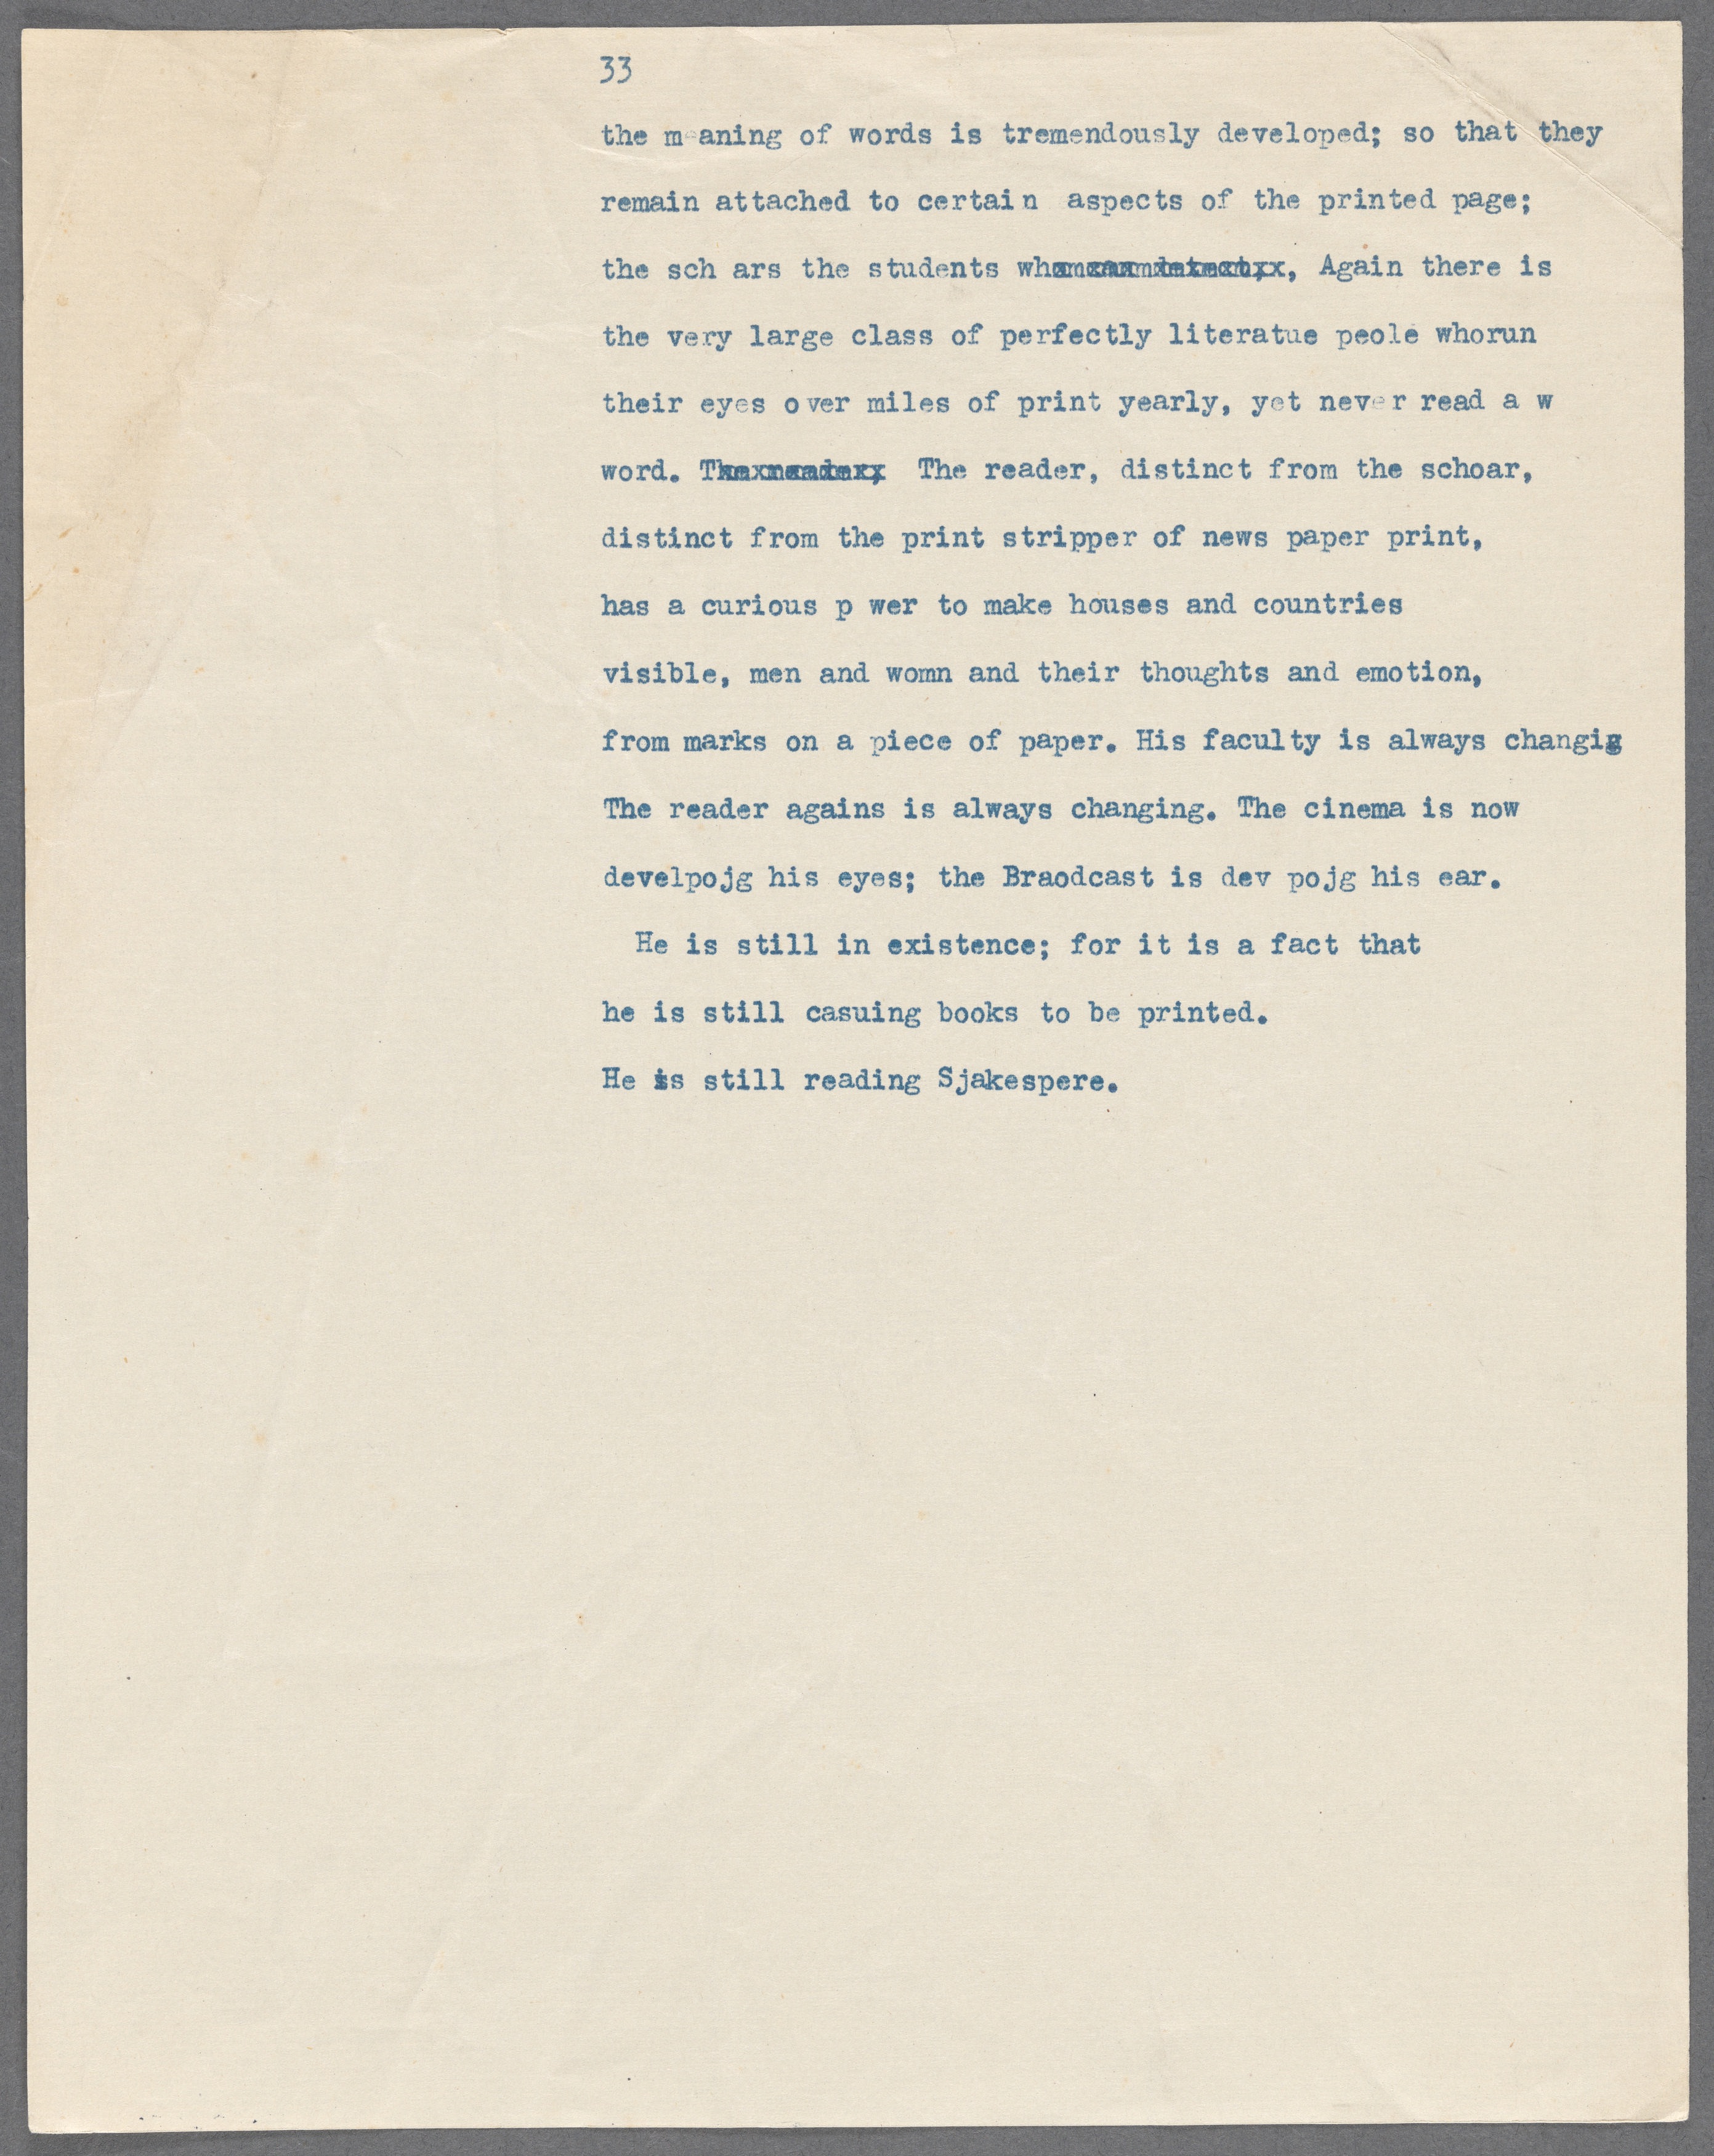 33
the meaning of words is tremendously developed; so that they
remain attached to certain aspects of the printed page;
the sch ars the students , Again there is
the very large class of perfectly literatue peole whorun
their eyes over miles of print yearly, yet never read a w
word. The reader, distinct from the schoar,
distinct from the print stripper of news paper print,
has a curious p wer to make houses and countries
visible, men and womn and their thoughts and emotion,
from marks on a piece of paper. His faculty is always changig
The reader agains is always changing. The cinema is now
develpojg his eyes; the Braodcast is dev pojg his ear.
He is still in existence; for it is a fact that
he is still casuing books to be printed.
He is still reading Sjakespere.